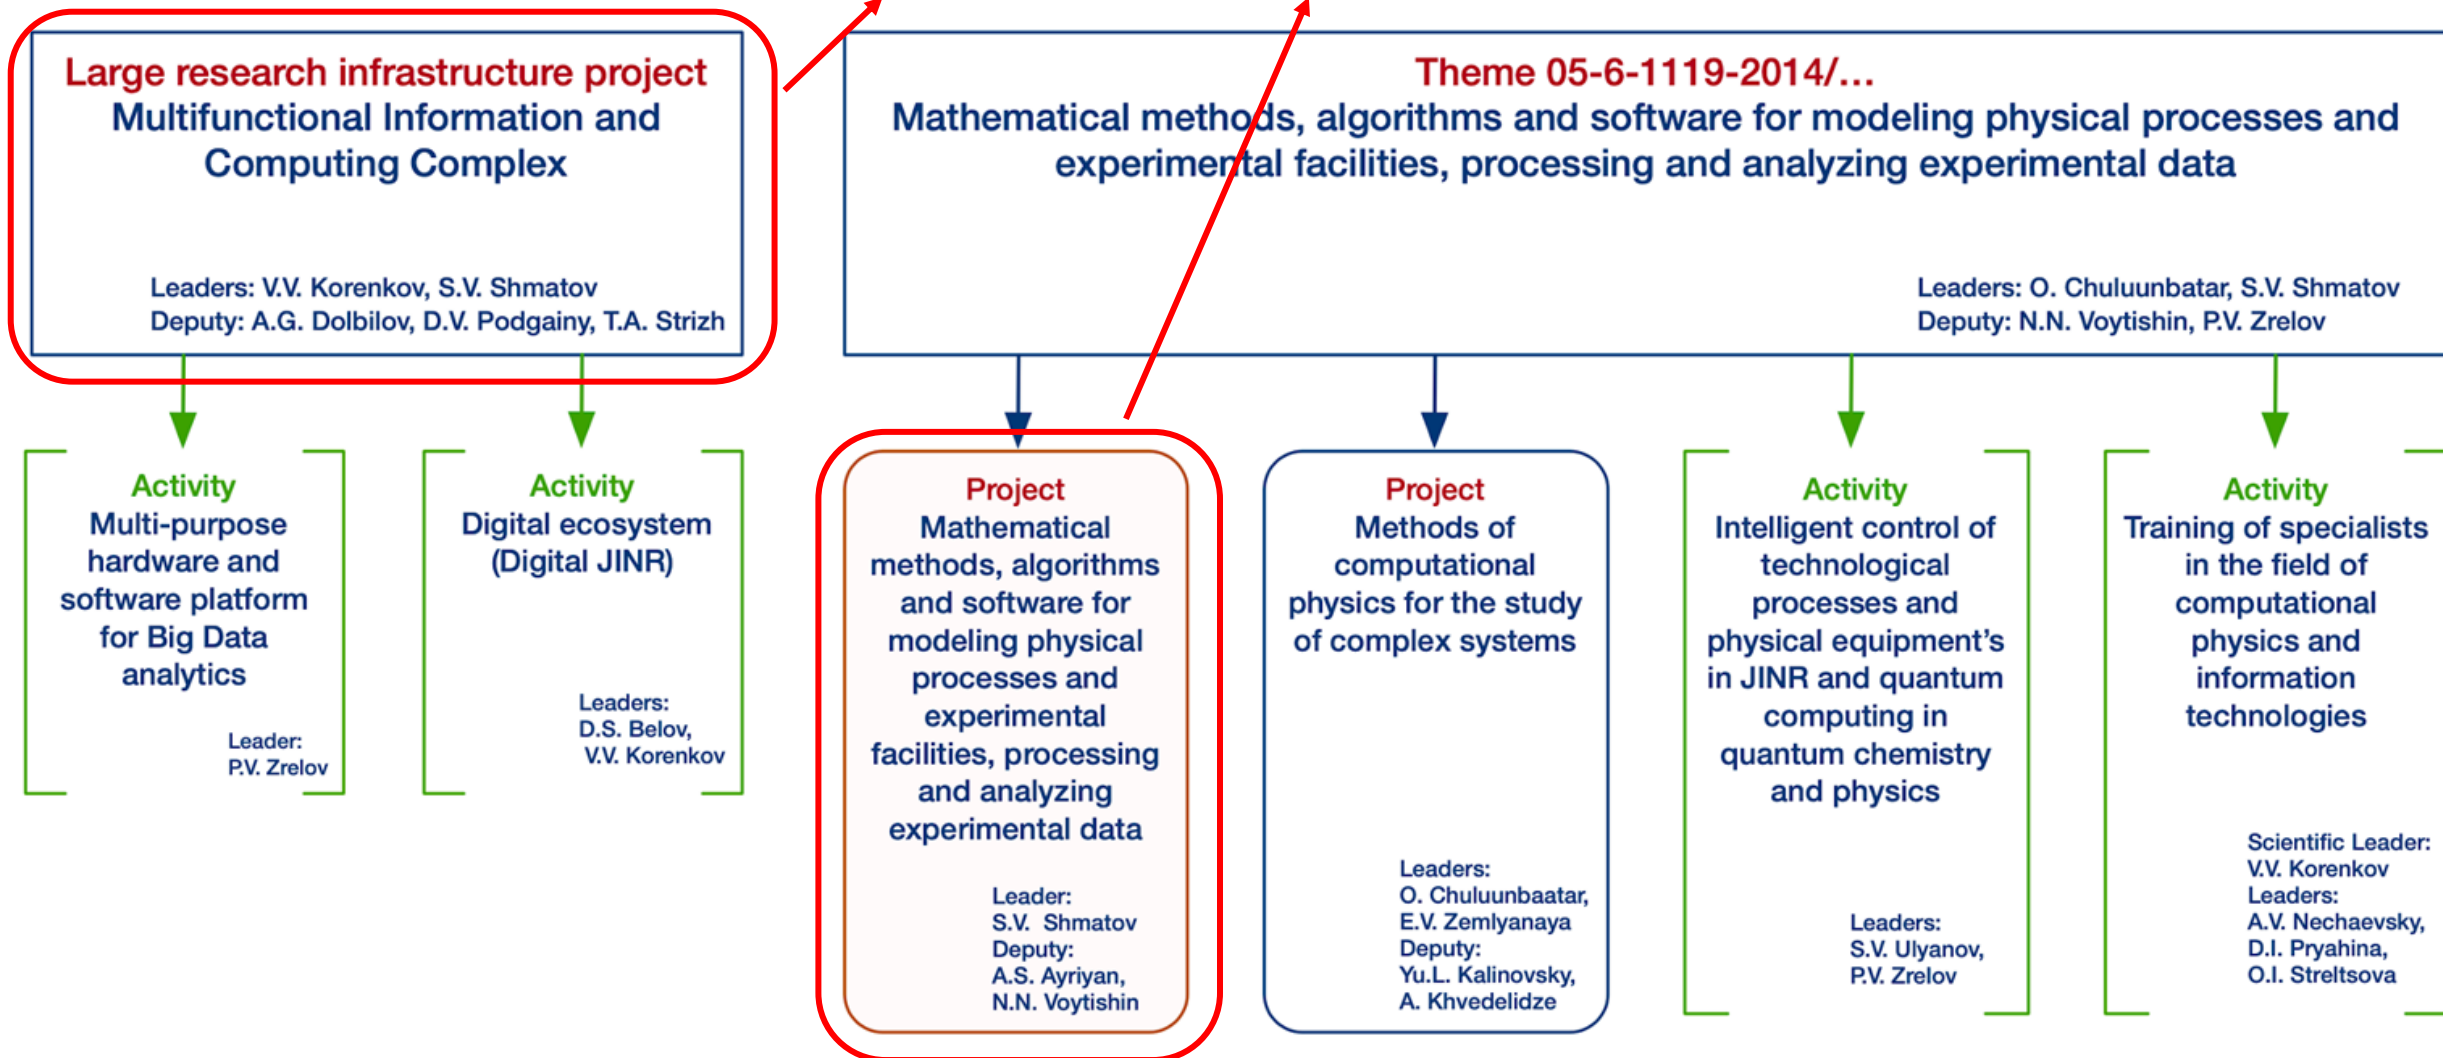 Large research infrastructure project
Multifunctional Information and
Computing Complex
Leaders: V.V. Korenkov, S.V. Shmatov
Deputy: A.G. Dolbilov, D.V. Podgainy, T.A. Strizh
Theme 05-6-1119-2014/...
Mathematical methods, algorithms and software for modeling physical processes and
experimental facilities, processing and analyzing experimental data
Leaders: O. Chuluunbatar, S.V. Shmatov
Deputy: N.N. Voytishin, P.V. Zrelov
Activity
Multi-purpose
hardware and
software platform
for Big Data
analytics
Leader:
P.V. Zrelov
Activity
Digital ecosystem
(Digital JINR)
Leaders:
D.S. Belov,
V.V. Korenkov
Project
Mathematical
methods, algorithms
and software for
modeling physical
processes and
experimental
facilities, processing
and analyzing
experimental data
Leader:
S.V. Shmatov
Deputy:
A.S. Ayriyan,
N.N. Voytishin
Project
Methods of
computational
physics for the study
of complex systems
Leaders:
O. Chuluunbaatar,
E.V. Zemlyanaya
Deputy:
Yu.L. Kalinovsky,
A. Khvedelidze
Activity
Intelligent control of
technological
processes and
physical equipment's
in JINR and quantum
computing in
quantum chemistry
and physics
Leaders:
S.V. Ulyanov,
P.V. Zrelov
Activity
Training of specialists
in the field of
computational
physics and
information
technologies
Scientific Leader:
V.V. Korenkov
Leaders:
A.V. Nechaevsky,
D.I. Pryahina,
O.I. Streltsova